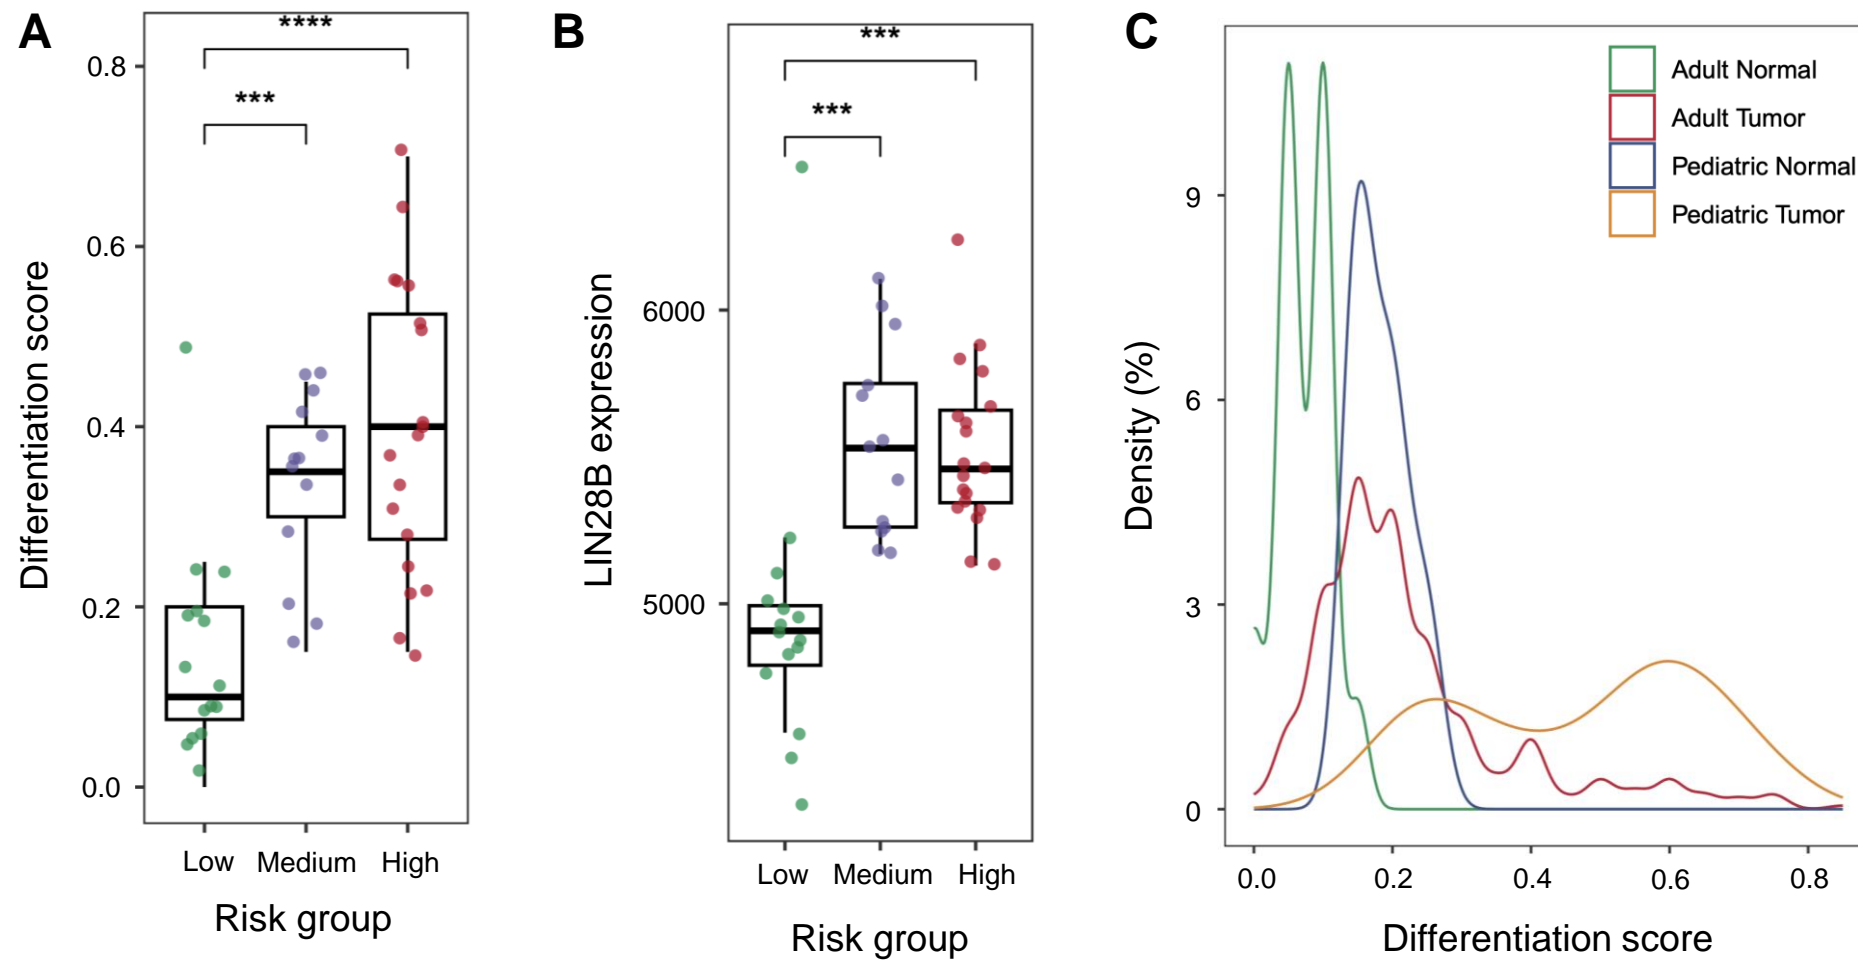 A
****
***
0.8
0.6
0.4
0.2
0.0
Differentiation score
Low Medium High
Risk group
B
***
***
6000
5000
LIN28B expression
Low Medium High
Risk group
C
Adult Normal
Adult Tumor
Pediatric Normal
Pediatric Tumor
9
6
3
0
Density (%)
0.0 0.2 0.4 0.6 0.8
Differentiation score